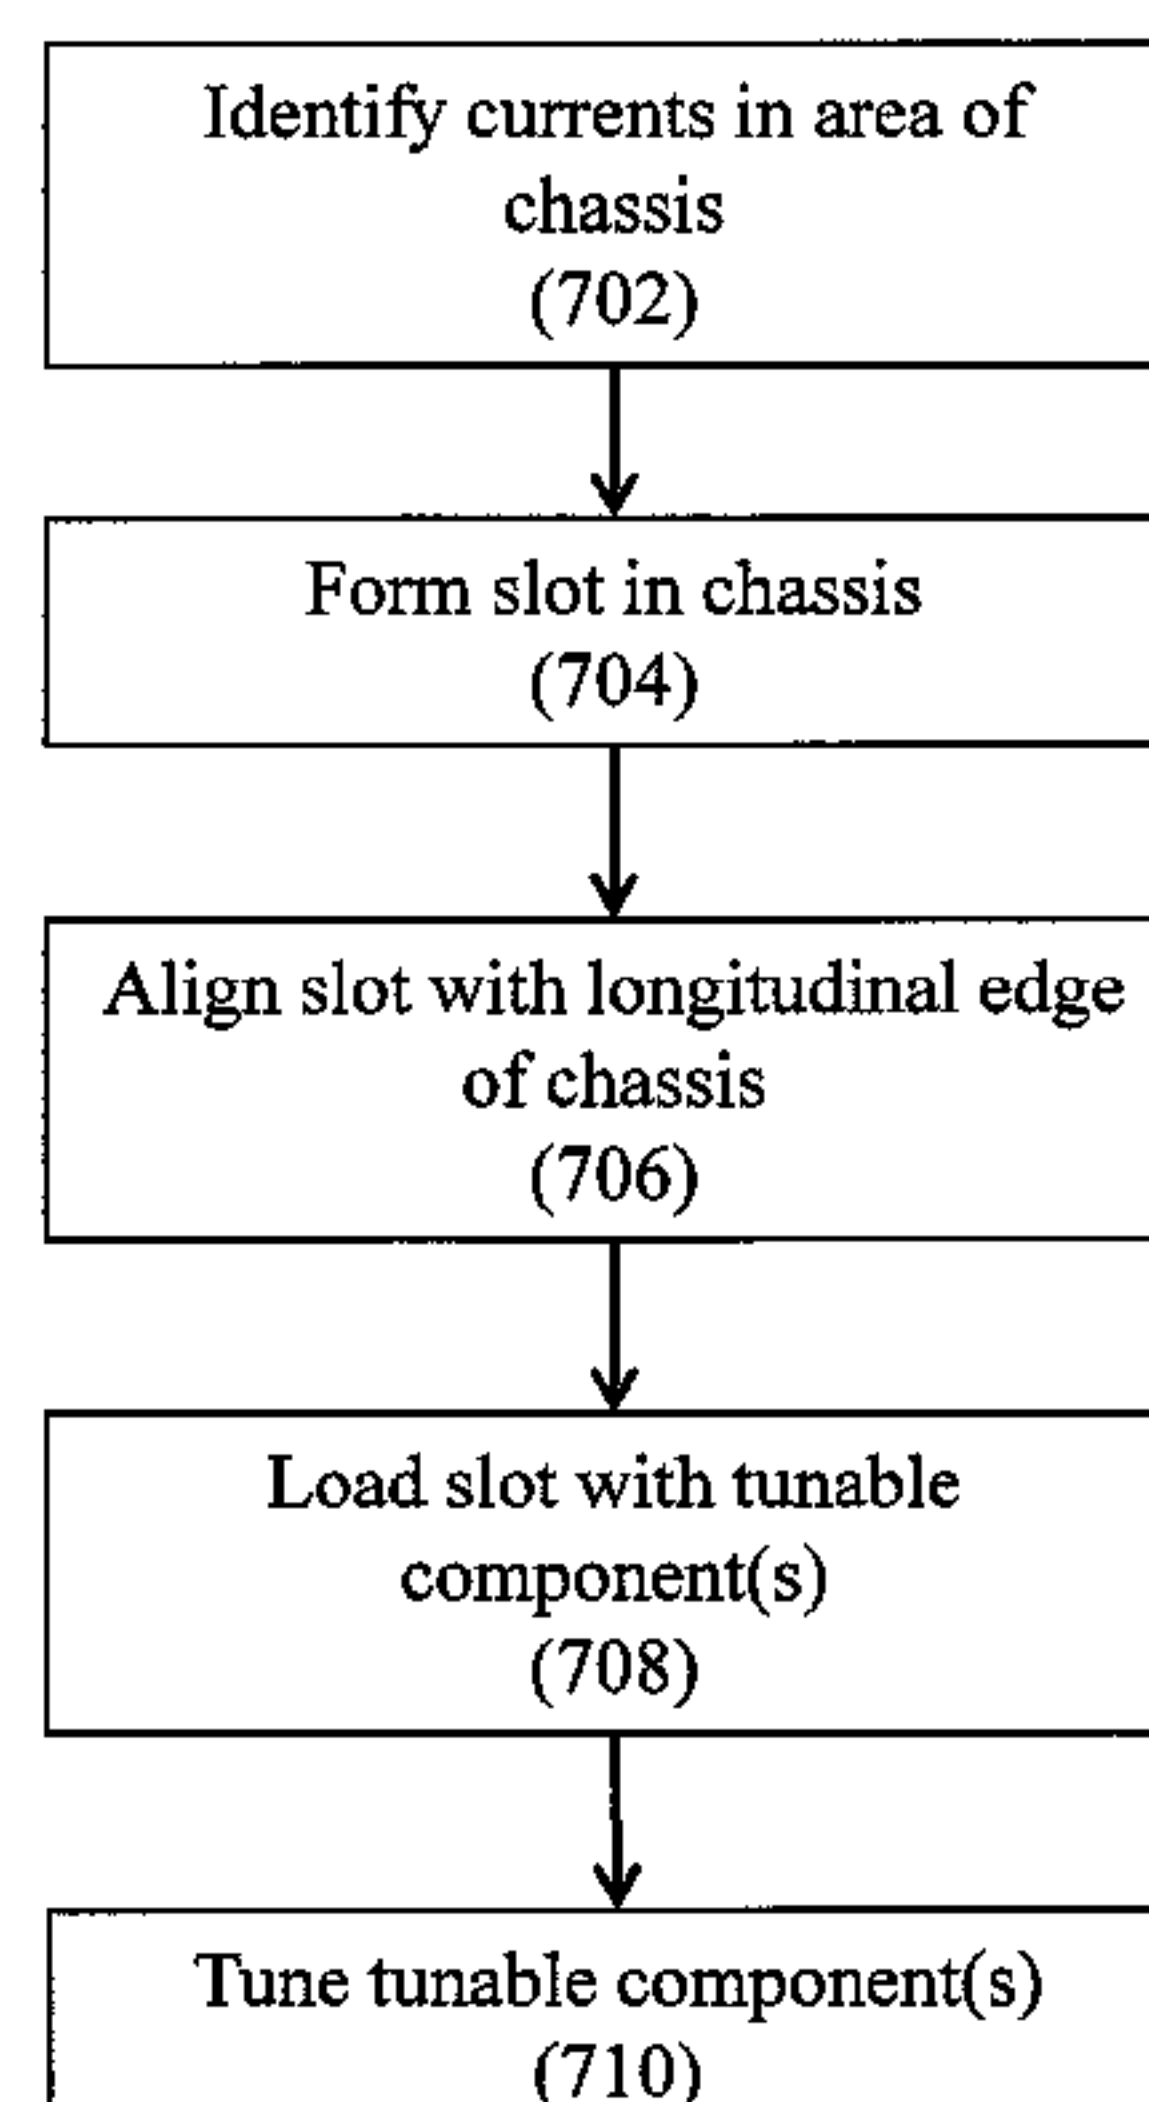 Identify currents in area of
chassis
(702)
Form slot in chassis
(704)
Align slot with longitudinal edge
of chassis
(706)
Load slot with tunable
component(s)
(708)
Tune tunable component(s)
(710)